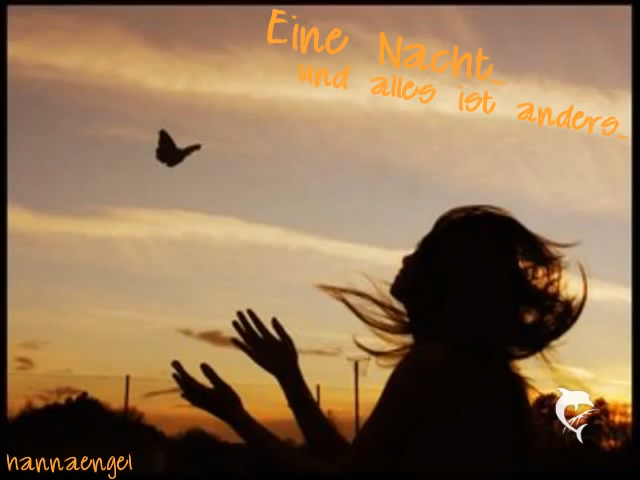 Eine Nacht_
und alles ist anders_
hannaengel